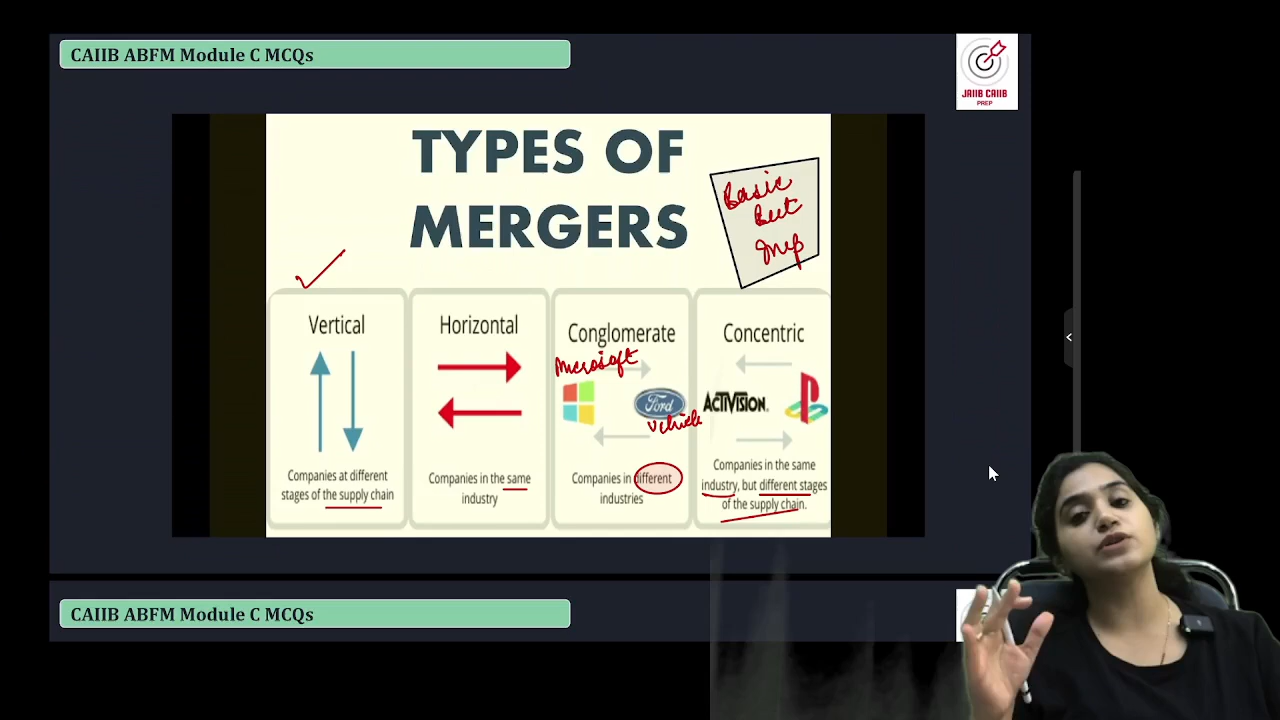 CAIIB ABFM Module C MCQs
JAIIB CAIIB
PREP
TYPES OF
MERGERS
Basic
But
Imp
Vertical
Companies at different
stages of the supply chain
Horizontal
Companies in the same
industry
Conglomerate
Microsoft
Ford
vehicle
Companies in different
industries
Concentric
ACTIVISION
Companies in the same
industry, but different stages
of the supply chain.
CAIIB ABFM Module C MCQs